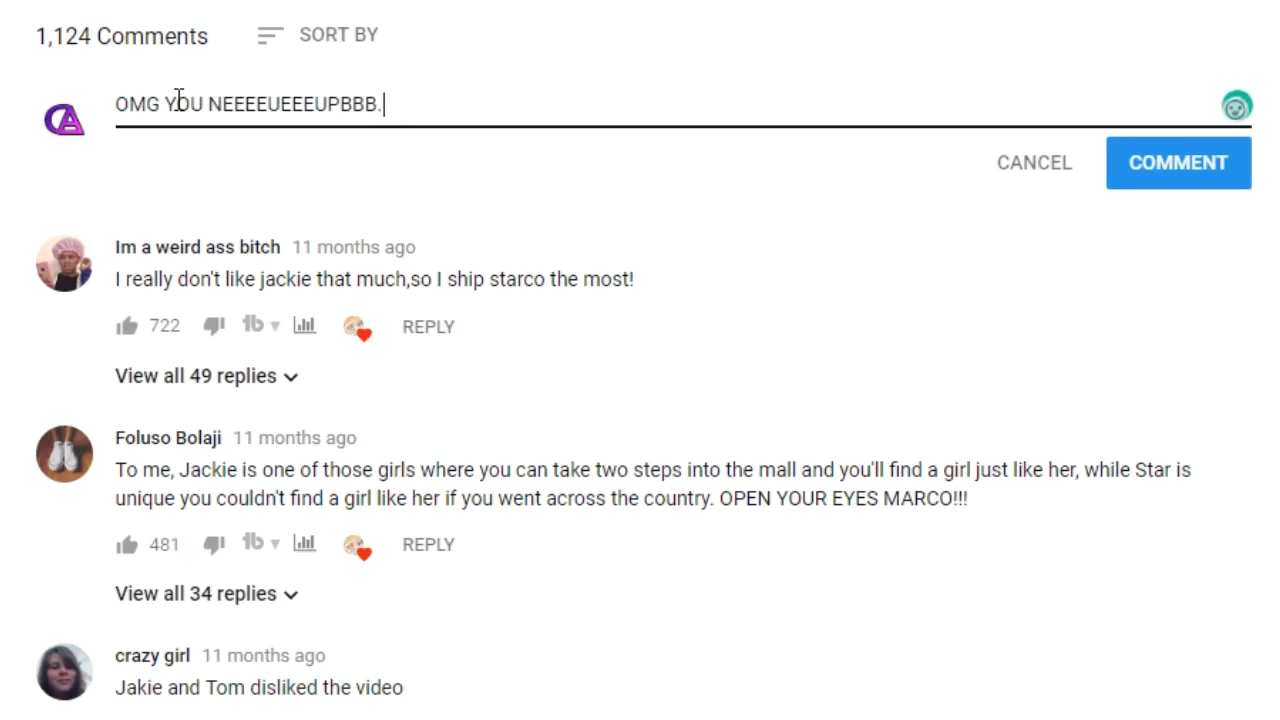 1,124 Comments SORT BY
OMG YOU NEEEEUEEEUPBBB.
CANCEL COMMENT
Im a weird ass bitch 11 months ago
I really don't like jackie that much,so I ship starco the most!
722 REPLY
View all 49 replies
Foluso Bolaji 11 months ago
To me, Jackie is one of those girls where you can take two steps into the mall and you'll find a girl just like her, while Star is
unique you couldn't find a girl like her if you went across the country. OPEN YOUR EYES MARCO!!!
481 REPLY
View all 34 replies
crazy girl 11 months ago
Jakie and Tom disliked the video